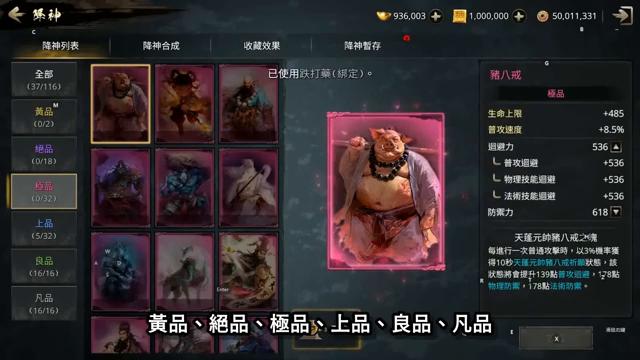 降神
936,003
1,000,000
50,011,331
C
B
降神列表
降神合成
收藏效果
降神暫存
已使用跌打藥(綁定)。
全部
(37/116)
黃品
M
(0/2)
絕品
(0/18)
極品
(0/32)
上品
(5/32)
良品
(16/16)
凡品
(16/16)
W
A
D
Enter
G
豬八戒
極品
生命上限 +485
普攻速度 +8.5%
迴避力 536
普攻迴避 +536
物理技能迴避 +536
法術技能迴避 +536
防禦力 618
天蓬元帥豬八戒之魂
每進行一次普通攻擊時,以3%機率獲
得10秒天蓬元帥豬八戒祈願狀態,該
狀態將會提升139點普攻迴避,178點
物理防禦,178點法術防禦。
R
E
X
黃品、絕品、極品、上品、良品、凡品